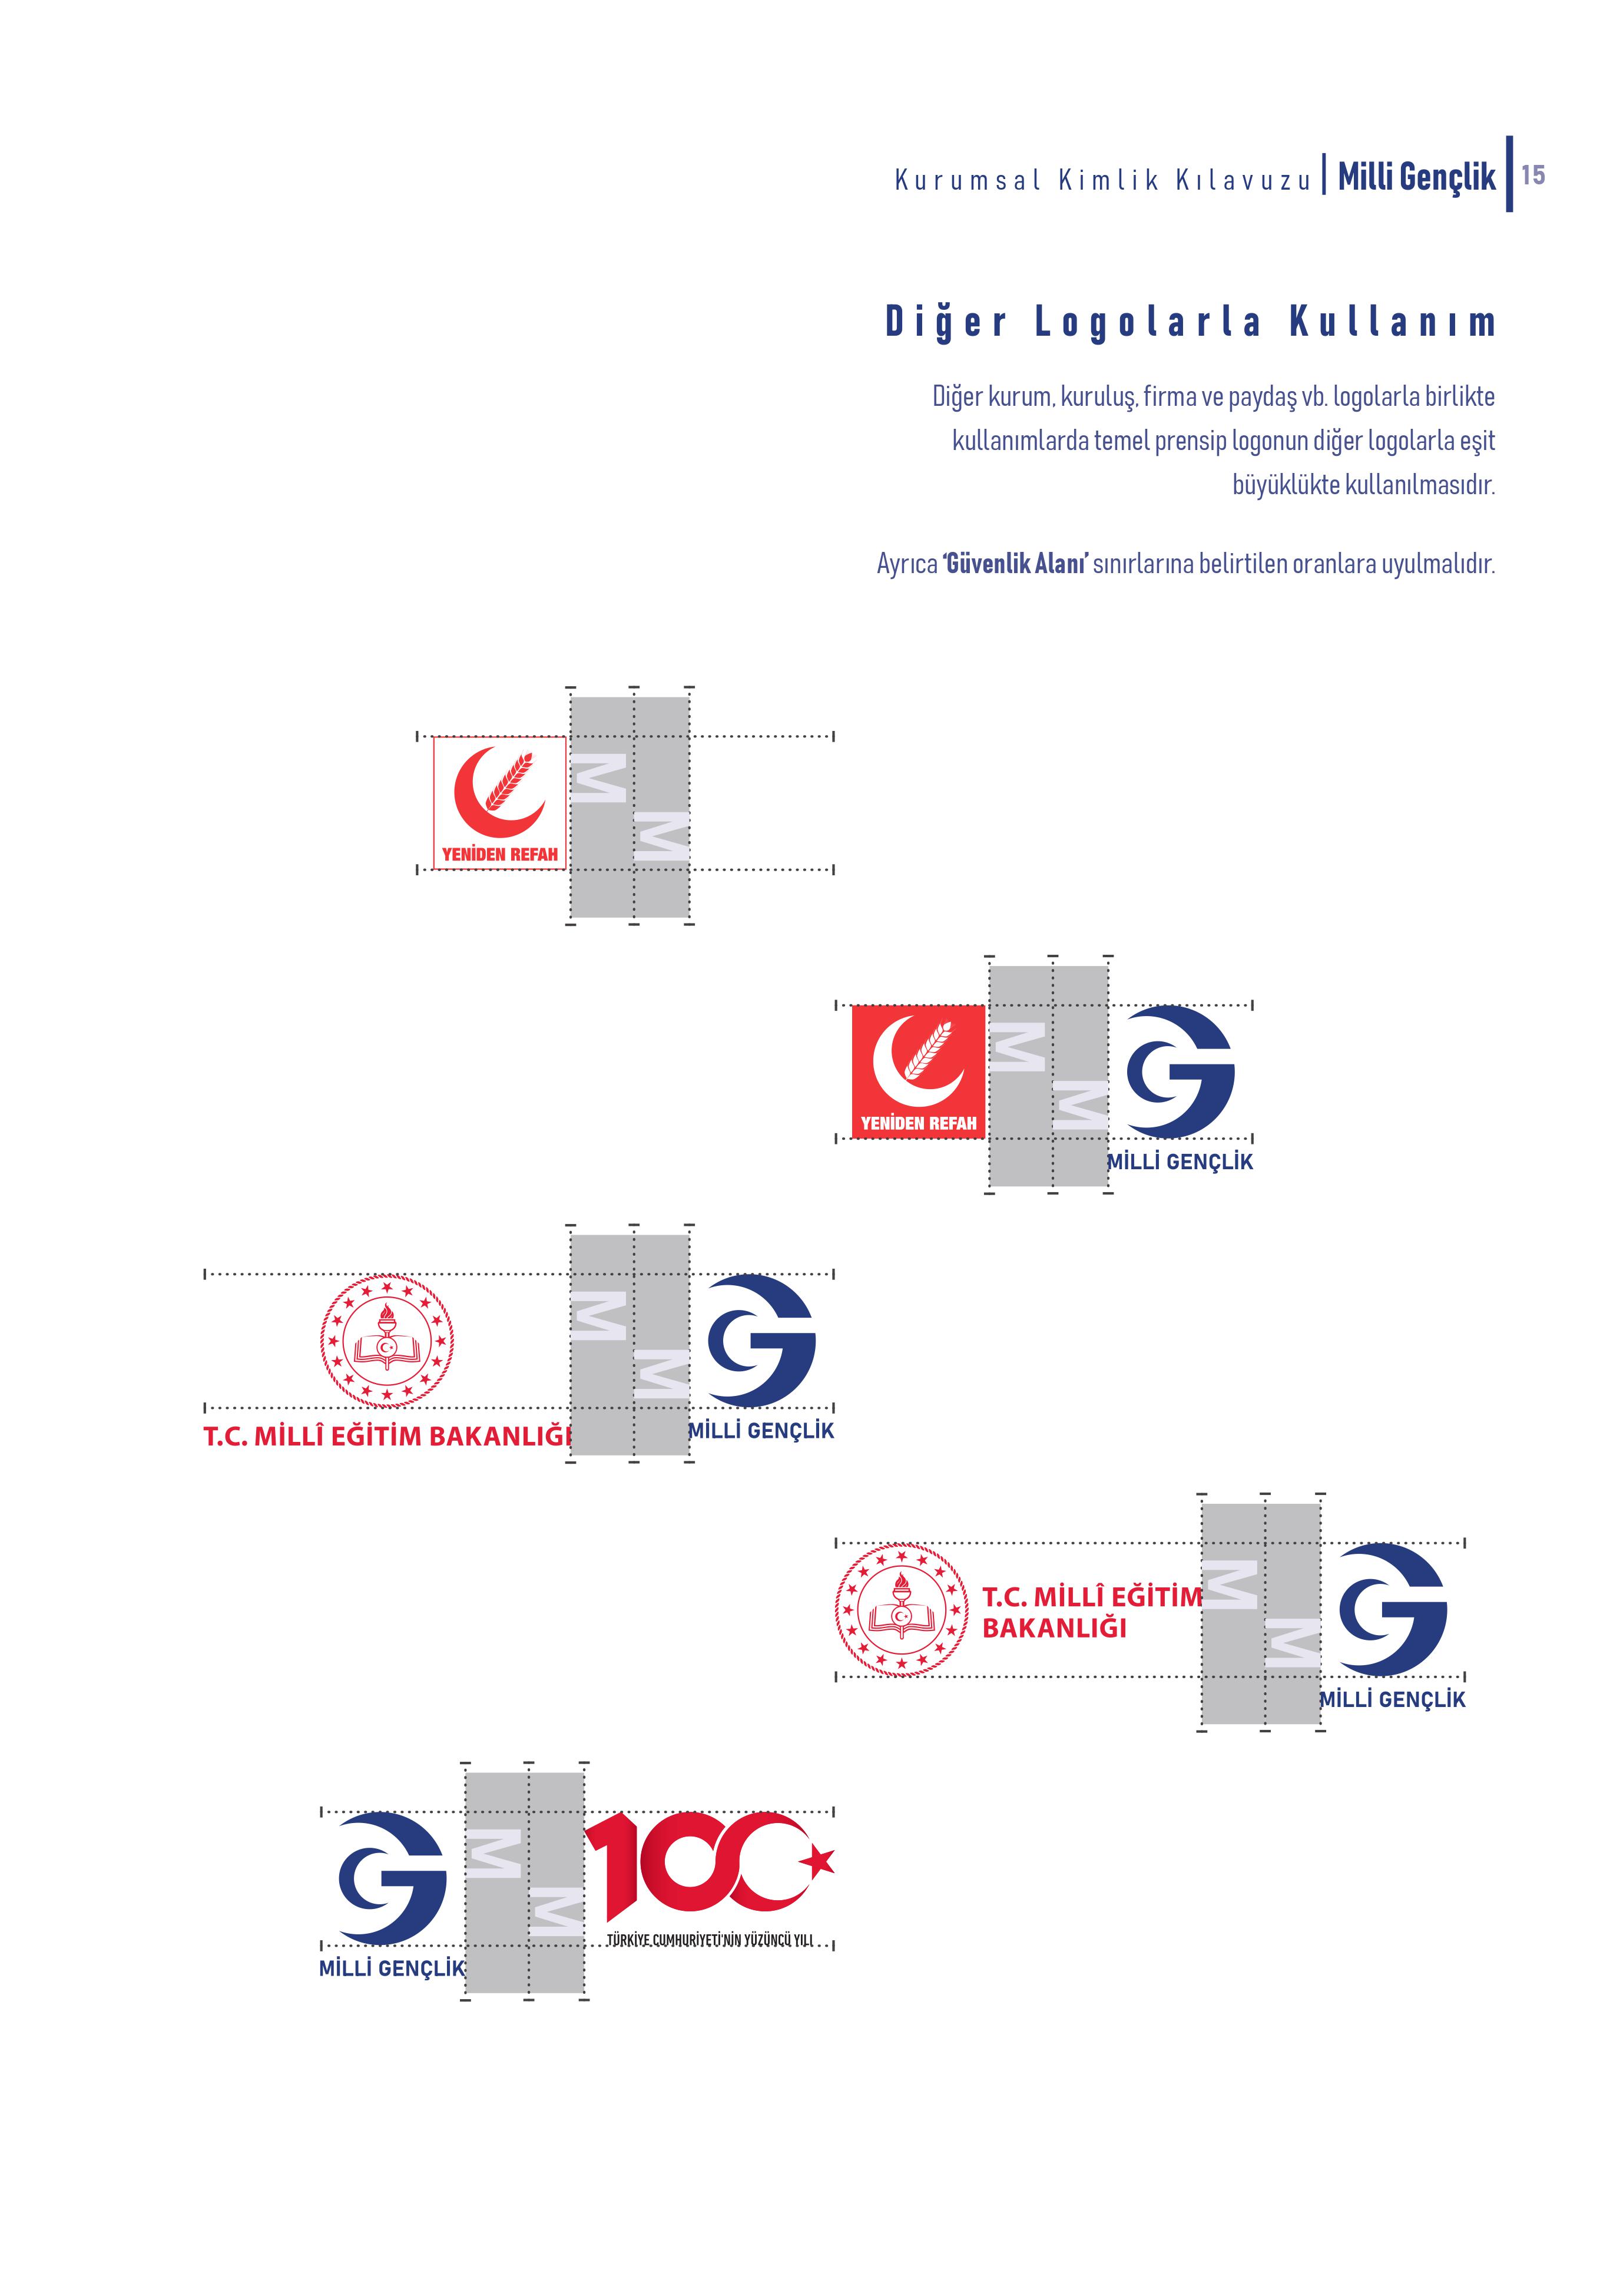 Kurumsal Kimlik Kılavuzu Milli Gençlik 15
Diğer Logolarla Kullanım
Diğer kurum, kuruluş, firma ve paydaş vb. logolarla birlikte
kullanımlarda temel prensip logonun diğer logolarla eşit
büyüklükte kullanılmasıdır.
Ayrıca ‘Güvenlik Alanı’ sınırlarına belirtilen oranlara uyulmalıdır.
M
M
YENİDEN REFAH
M
M
YENİDEN REFAH
MİLLİ GENÇLİK
M
M
T.C. MİLLÎ EĞİTİM BAKANLIĞI
MİLLİ GENÇLİK
M
M
T.C. MİLLÎ EĞİTİM
BAKANLIĞI
MİLLİ GENÇLİK
M
M
100
TÜRKİYE CUMHURİYETİ'NİN YÜZÜNCÜ YILI
MİLLİ GENÇLİK